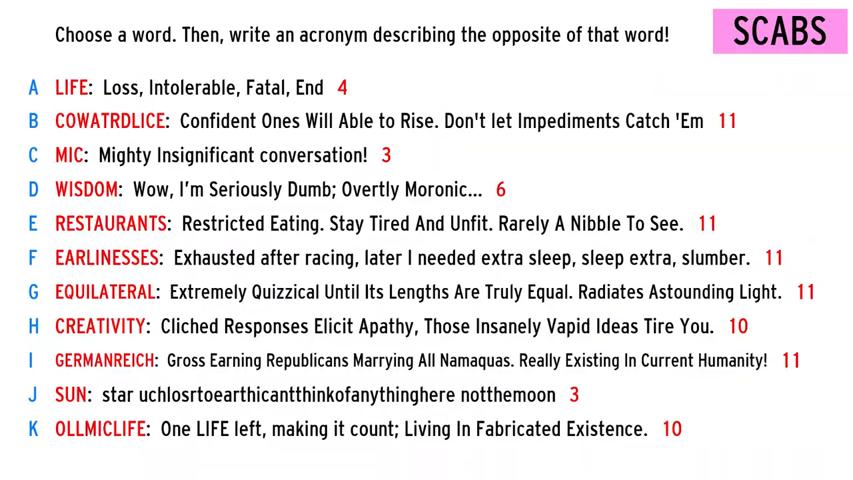 Choose a word. Then, write an acronym describing the opposite of that word!
SCABS
A LIFE: Loss, Intolerable, Fatal, End 4
B COWATRDLICE: Confident Ones Will Able to Rise. Don't let Impediments Catch 'Em 11
C MIC: Mighty Insignificant conversation! 3
D WISDOM: Wow, I'm Seriously Dumb; Overtly Moronic... 6
E RESTAURANTS: Restricted Eating. Stay Tired And Unfit. Rarely A Nibble To See. 11
F EARLINESSES: Exhausted after racing, later I needed extra sleep, sleep extra, slumber. 11
G EQUILATERAL: Extremely Quizzical Until Its Lengths Are Truly Equal. Radiates Astounding Light. 11
H CREATIVITY: Cliched Responses Elicit Apathy, Those Insanely Vapid Ideas Tire You. 10
I GERMANREICH: Gross Earning Republicans Marrying All Namaquas. Really Existing In Current Humanity! 11
J SUN: star uchlosrtoearthicantthinkofanythinghere notthemoon 3
K OLLMICLIFE: One LIFE left, making it count; Living In Fabricated Existence. 10